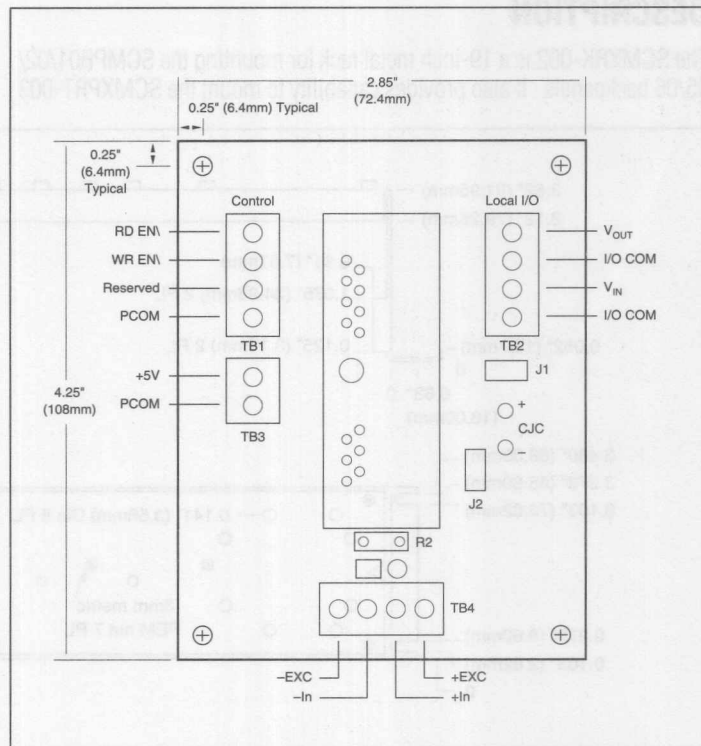 2.85"
(72.4mm)
0.25" (6.4mm) Typical
0.25"
(6.4mm)
Typical
Control
Local I/O
RD EN\
WR EN\
Reserved
PCOM
TB1
VOUT
I/O COM
VIN
I/O COM
TB2
+5V
PCOM
TB3
J1
+
CJC
J2
4.25"
(108mm)
R2
TB4
–EXC
–In
+EXC
+In